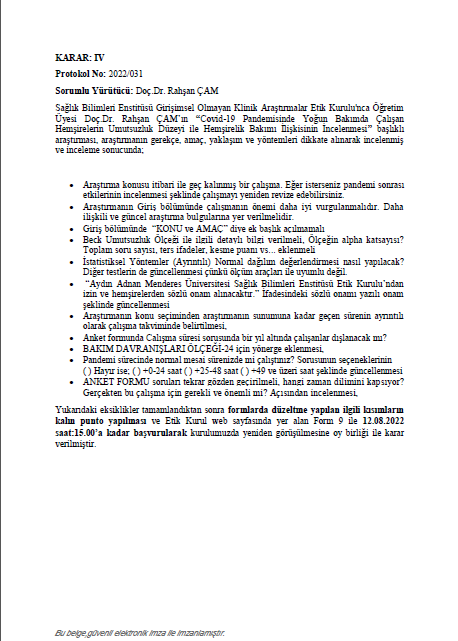 KARAR: IV
Protokol No: 2022/031
Sorumlu Yürütücü: Doç.Dr. Rahşan ÇAM
Sağlık Bilimleri Enstitüsü Girişimsel Olmayan Klinik Araştırmalar Etik Kurulu'nca Öğretim
Üyesi Doç.Dr. Rahşan ÇAM'ın “Covid-19 Pandemisinde Yoğun Bakımda Çalışan
Hemşirelerin Umutsuzluk Düzeyi ile Hemşirelik Bakımı İlişkisinin İncelenmesi” başlıklı
araştırması, araştırmanın gerekçe, amaç, yaklaşım ve yöntemleri dikkate alınarak incelenmiş
ve inceleme sonucunda;
• Araştırma konusu itibari ile geç kalınmış bir çalışma. Eğer isterseniz pandemi sonrası
etkilerinin incelenmesi şeklinde çalışmayı yeniden revize edebilirsiniz.
• Araştırmanın Giriş bölümünde çalışmanın önemi daha iyi vurgulanmalıdır. Daha
ilişkili ve güncel araştırma bulgularına yer verilmelidir.
• Giriş bölümünde “KONU ve AMAÇ” diye ek başlık açılmamalı
• Beck Umutsuzluk Ölçeği ile ilgili detaylı bilgi verilmeli, Ölçeğin alpha katsayısı?
Toplam soru sayısı, ters ifadeler, kesme puanı vs... eklenmeli
• İstatistiksel Yöntemler (Ayrıntılı) Normal dağılım değerlendirmesi nasıl yapılacak?
Diğer testlerin de güncellenmesi çünkü ölçüm araçları ile uyumlu değil.
• “Aydın Adnan Menderes Üniversitesi Sağlık Bilimleri Enstitüsü Etik Kurulu’ndan
izin ve hemşirelerden sözlü onam alınacaktır.” İfadesindeki sözlü onamı yazılı onam
şeklinde güncellenmesi
• Araştırmanın konu seçiminden araştırmanın sunumuna kadar geçen sürenin ayrıntılı
olarak çalışma takviminde belirtilmesi,
• Anket formunda Çalışma süresi sorusunda bir yıl altında çalışanlar dışlanacak mı?
• BAKIM DAVRANIŞLARI ÖLÇEĞİ-24 için yönerge eklenmesi,
• Pandemi sürecinde normal mesai sürenizde mi çalıştınız? Sorusunun seçeneklerinin
( ) Hayır ise; ( ) +0-24 saat ( ) +25-48 saat ( ) +49 ve üzeri saat şeklinde güncellenmesi
• ANKET FORMU soruları tekrar gözden geçirilmeli, hangi zaman dilimini kapsıyor?
Gerçekten bu çalışma için gerekli ve önemli mi? Açısından incelenmesi,
Yukarıdaki eksiklikler tamamlandıktan sonra formlarda düzeltme yapılan ilgili kısımların
kalın punto yapılması ve Etik Kurul web sayfasında yer alan Form 9 ile 12.08.2022
saat:15.00’a kadar başvurularak kurulumuzda yeniden görüşülmesine oy birliği ile karar
verilmiştir.
Bu belge,güvenli elektronik imza ile imzalanmıştır.